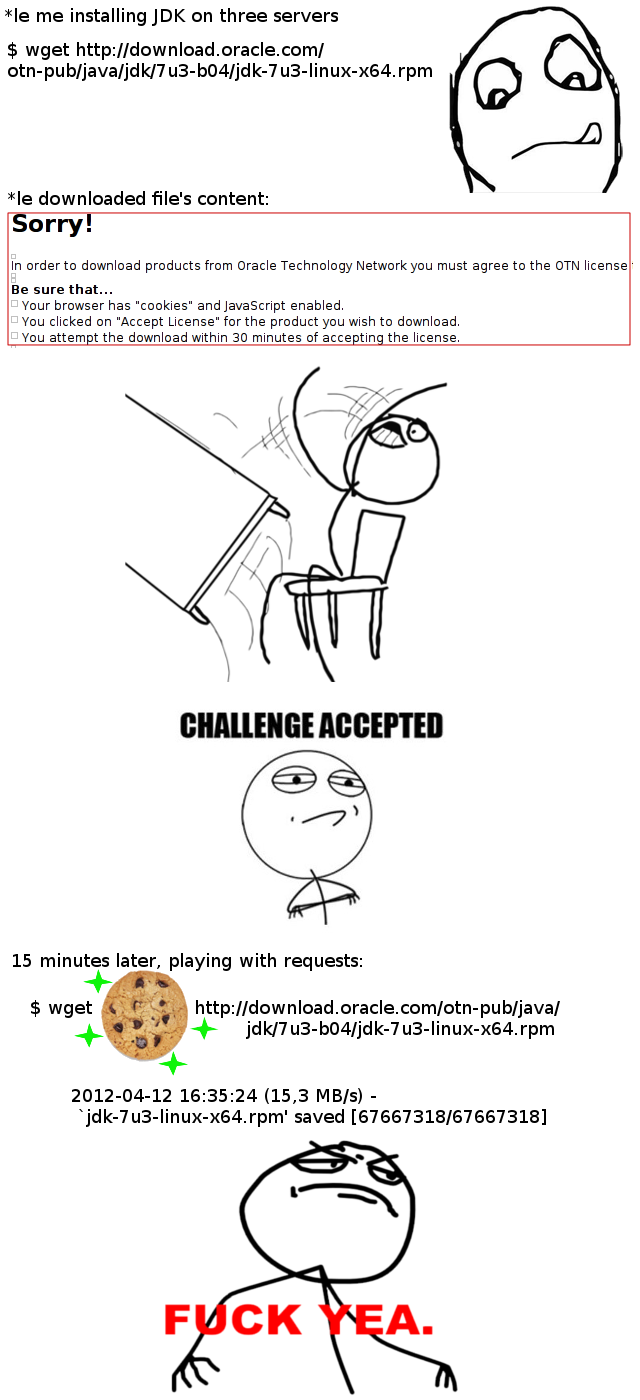 *le me installing JDK on three servers
$ wget http://download.oracle.com/
otn-pub/java/jdk/7u3-b04/jdk-7u3-linux-x64.rpm
*le downloaded file's content:
Sorry!
In order to download products from Oracle Technology Network you must agree to the OTN license
Be sure that...
Your browser has "cookies" and JavaScript enabled.
You clicked on "Accept License" for the product you wish to download.
You attempt the download within 30 minutes of accepting the license.
CHALLENGE ACCEPTED
15 minutes later, playing with requests:
$ wget http://download.oracle.com/otn-pub/java/
jdk/7u3-b04/jdk-7u3-linux-x64.rpm
2012-04-12 16:35:24 (15,3 MB/s) -
`jdk-7u3-linux-x64.rpm' saved [67667318/67667318]
FUCK YEA.